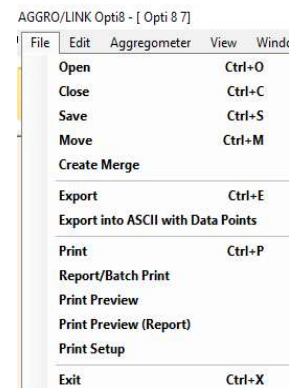 AGGRO/LINK Opti8 - [ Opti 8 7]
File Edit Aggregometer View
Open Ctrl+O
Close Ctrl+C
Save Ctrl+S
Move Ctrl+M
Create Merge
Export Ctrl+E
Export into ASCII with Data Points
Print Ctrl+P
Report/Batch Print
Print Preview
Print Preview (Report)
Print Setup
Exit Ctrl+X